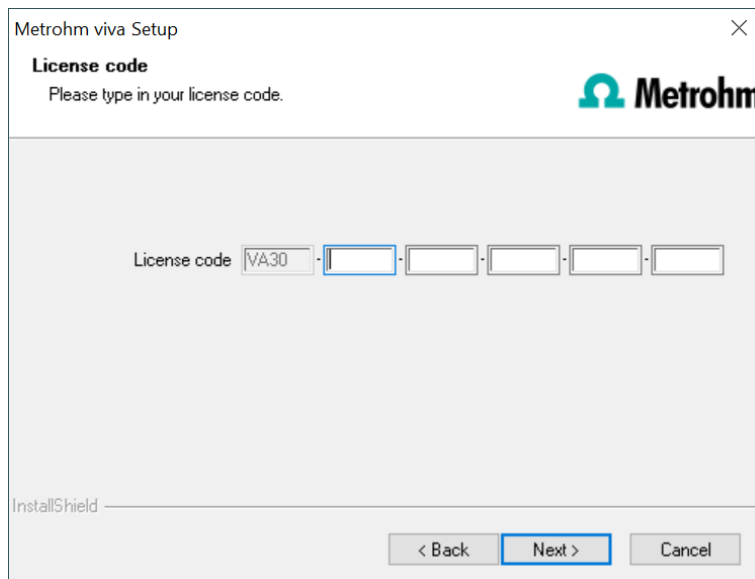 Metrohm viva Setup
License code
Please type in your license code.
Metrohm
License code VA30 - - - - -
InstallShield
< Back Next > Cancel